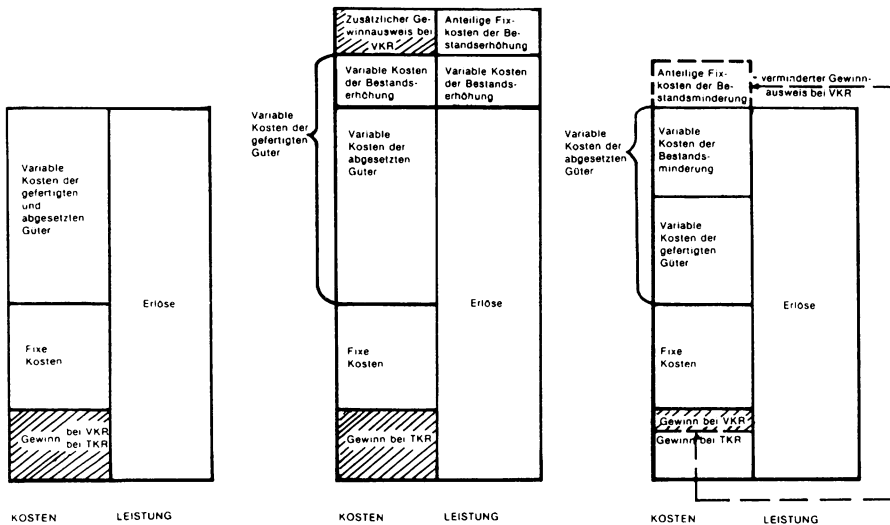 Variable
Kosten der
gefertigten
und
abgesetzten
Guter
Fixe
Kosten
Gewinn bei VKR
bei TKR
Erlöse
KOSTEN LEISTUNG
Zusätzlicher Ge-
winnausweis bei
VKR
Anteilige Fix-
kosten der Be-
standserhöhung
Variable Kosten
der Bestands-
erhöhung
Variable Kosten
der Bestands-
erhöhung
Variable
Kosten der
gefertigten
Guter
Variable
Kosten der
abgesetzten
Guter
Erlöse
Fixe
Kosten
Gewinn bei TKR
KOSTEN LEISTUNG
Anteilige Fix-
kosten der Be-
standsminderung
= verminderter Gewinn-
ausweis bei VKR
Variable
Kosten der
abgesetzten
Güter
Variable
Kosten der
Bestands-
minderung
Variable
Kosten der
gefertigten
Güter
Erlöse
Fixe
Kosten
Gewinn bei VKR
Gewinn bei TKR
KOSTEN LEISTUNG